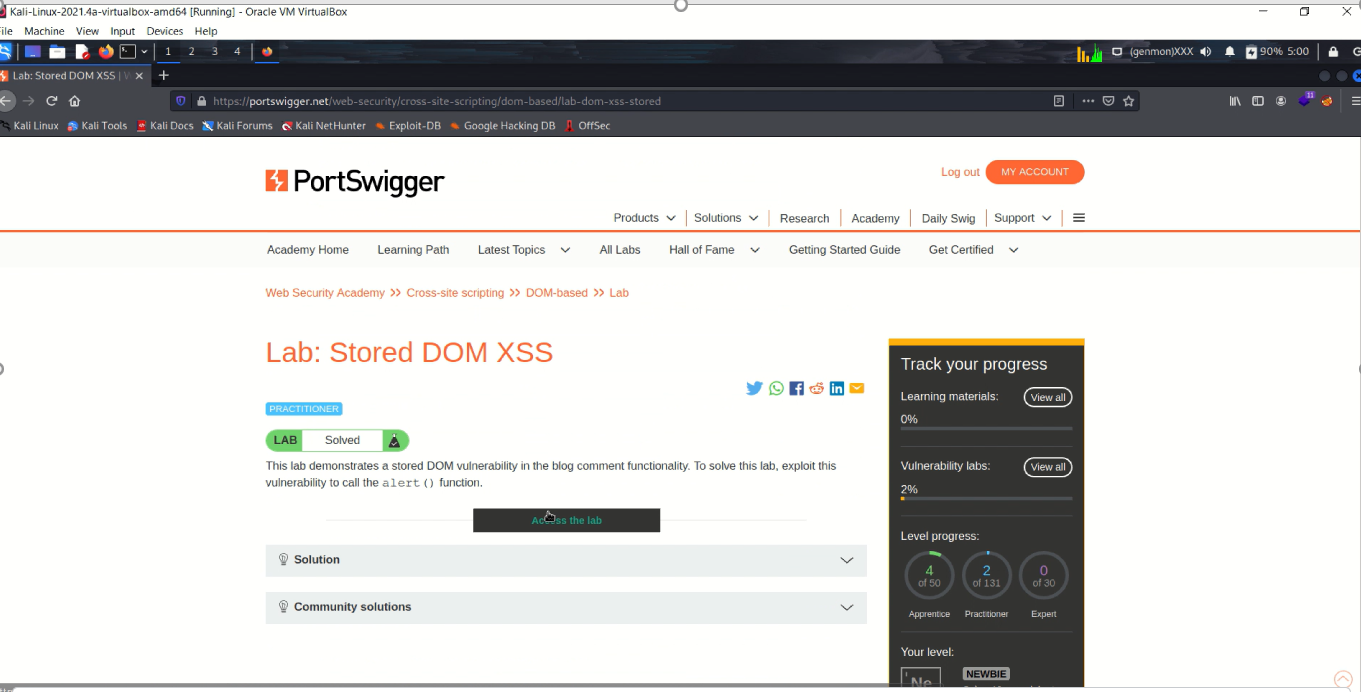 Kali-Linux-2021.4a-virtualbox-amd64 [Running] - Oracle VM VirtualBox
File Machine View Input Devices Help
1 2 3 4 (genmon)XXX 90% 5:00
Lab: Stored DOM XSS
https://portswigger.net/web-security/cross-site-scripting/dom-based/lab-dom-xss-stored 11
Kali Linux Kali Tools Kali Docs Kali Forums Kali NetHunter Exploit-DB Google Hacking DB OffSec
PortSwigger
Log out MY ACCOUNT
Products Solutions Research Academy Daily Swig Support
Academy Home Learning Path Latest Topics All Labs Hall of Fame Getting Started Guide Get Certified
Web Security Academy >> Cross-site scripting >> DOM-based >> Lab
Lab: Stored DOM XSS
PRACTITIONER
LAB Solved
This lab demonstrates a stored DOM vulnerability in the blog comment functionality. To solve this lab, exploit this
vulnerability to call the alert() function.
Access the lab
Solution
Community solutions
Track your progress
Learning materials: View all
0%
Vulnerability labs: View all
2%
Level progress:
4 2 0
of 50 of 131 of 30
Apprentice Practitioner Expert
Your level:
Ne NEWBIE